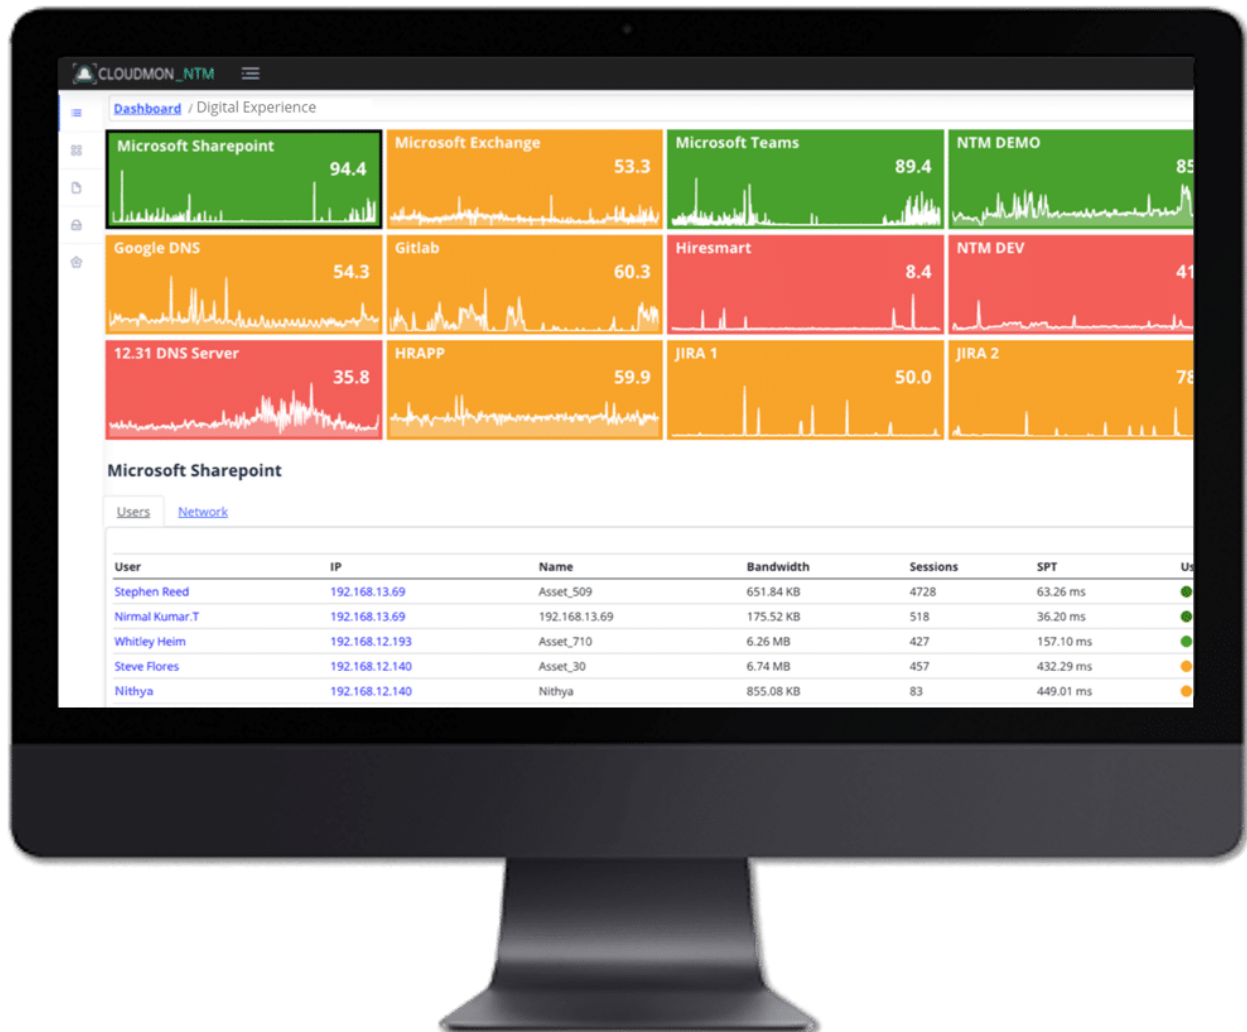 CLOUDMON_NTM
Dashboard / Digital Experience
Microsoft Sharepoint
94.4
Microsoft Exchange
53.3
Microsoft Teams
89.4
NTM DEMO
85
Google DNS
54.3
Gitlab
60.3
Hiresmart
8.4
NTM DEV
41
12.31 DNS Server
35.8
HRAPP
59.9
JIRA 1
50.0
JIRA 2
78
Microsoft Sharepoint
Users Network
User IP Name Bandwidth Sessions SPT Us
Stephen Reed 192.168.13.69 Asset_509 651.84 KB 4728 63.26 ms
Nirmal Kumar.T 192.168.13.69 192.168.13.69 175.52 KB 518 36.20 ms
Whitley Heim 192.168.12.193 Asset_710 6.26 MB 427 157.10 ms
Steve Flores 192.168.12.140 Asset_30 6.74 MB 457 432.29 ms
Nithya 192.168.12.140 Nithya 855.08 KB 83 449.01 ms